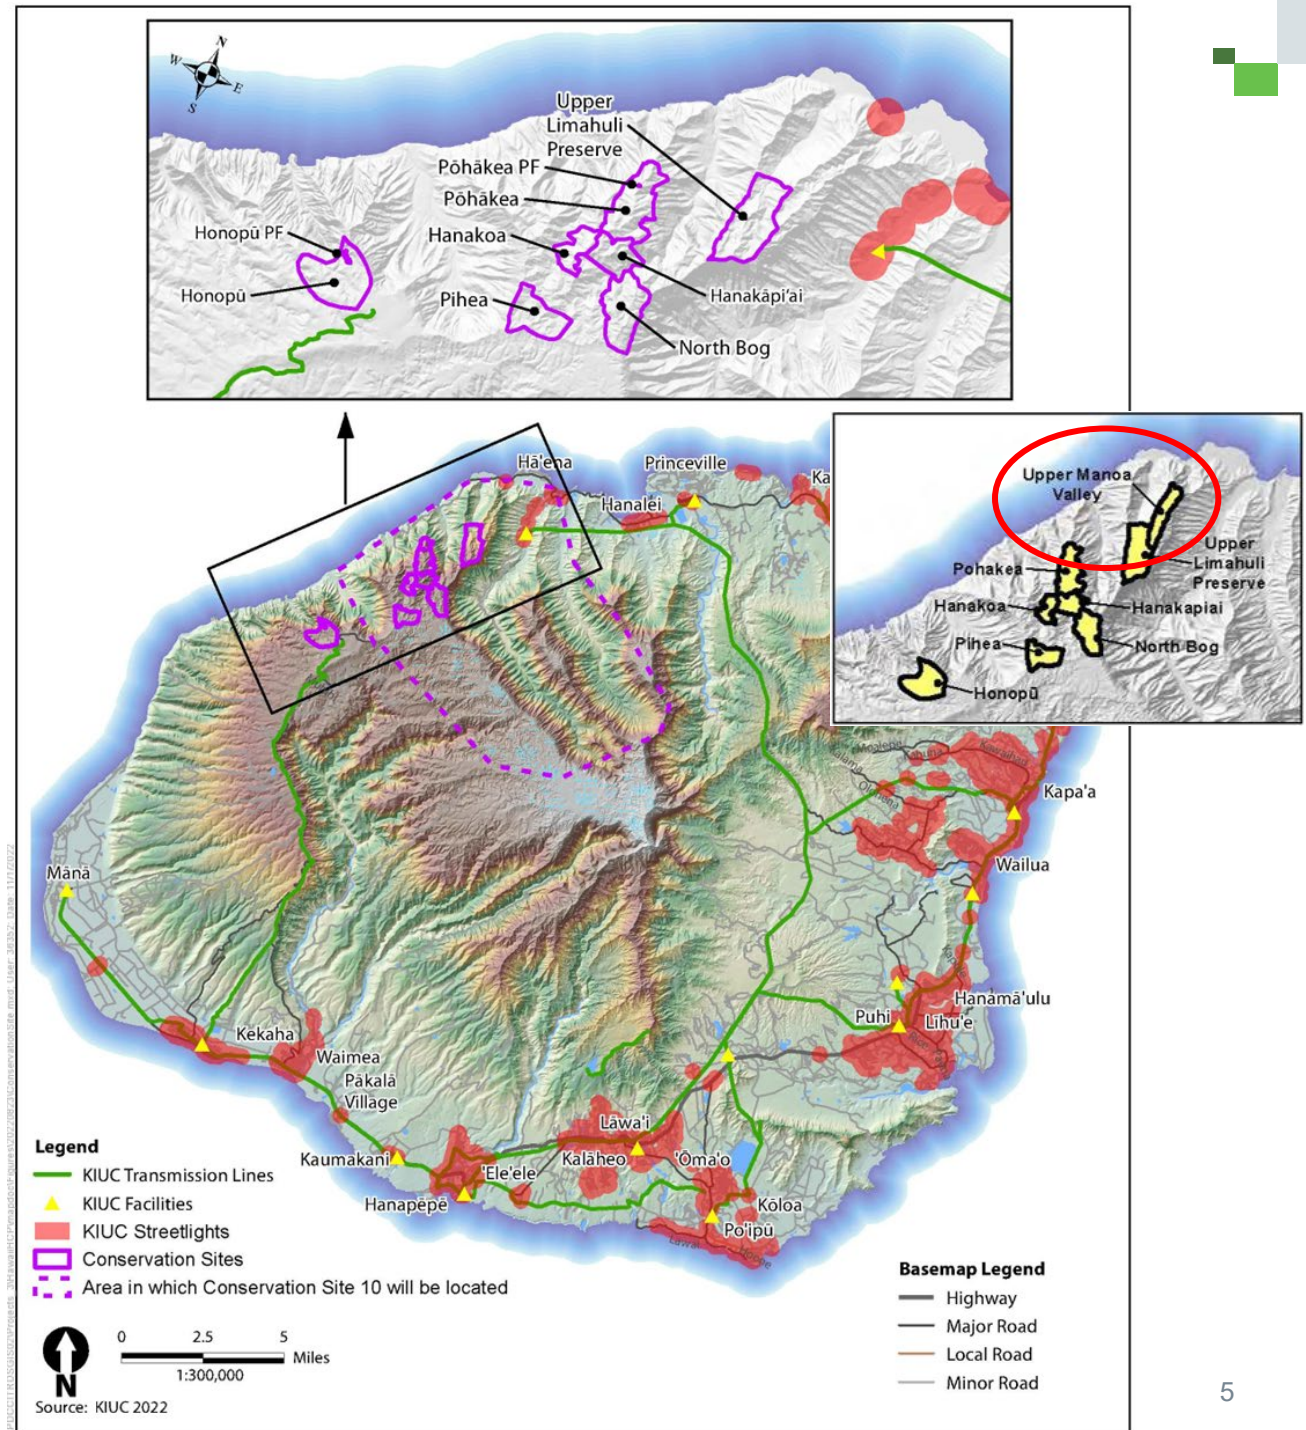 N
W
E
S
Upper
Limahuli
Preserve
Pōhākea PF
Pōhākea
Hanakoa
Honopū PF
Honopū
Pihea
Hanakāpi'ai
North Bog
Hā'ena
Princeville
Hanalei
Ka
Upper Manoa
Valley
Upper
Limahuli
Preserve
Pohakea
Hanakoa
Hanakapiai
Pihea
North Bog
Honopū
Kapa'a
Wailua
Mānā
Hanamā'ulu
Puhi
Līhu'e
Kekaha
Waimea
Pākalā
Village
Lāwa'i
Kaumakani
Kalāheo
'Ōma'o
'Ele'ele
Hanapēpē
Kōloa
Po'ipū
Legend
KIUC Transmission Lines
KIUC Facilities
KIUC Streetlights
Conservation Sites
Area in which Conservation Site 10 will be located
0 2.5 5
Miles
1:300,000
N
Source: KIUC 2022
Basemap Legend
Highway
Major Road
Local Road
Minor Road
5